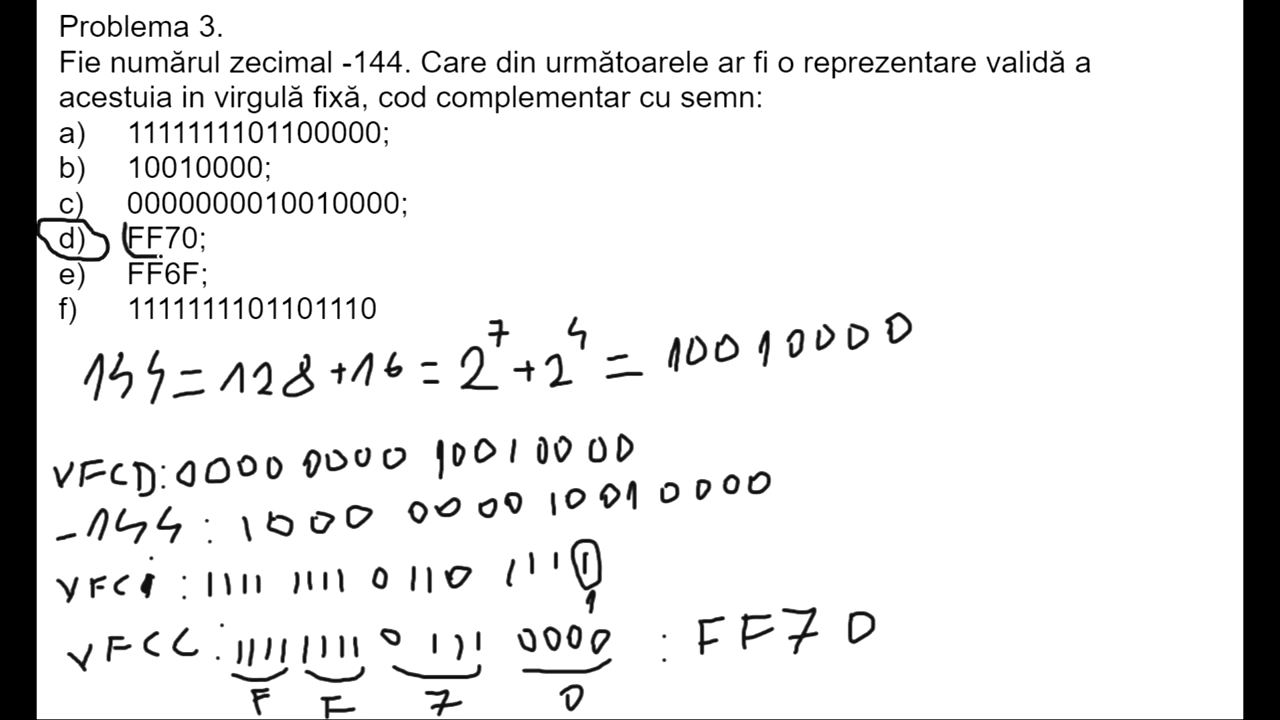 Problema 3.
Fie numărul zecimal -144. Care din următoarele ar fi o reprezentare validă a
acestuia in virgulă fixă, cod complementar cu semn:
a) 1111111101100000;
b) 10010000;
c) 0000000010010000;
d) FF70;
e) FF6F;
f) 1111111101101110
144 = 128 + 16 = 2^7 + 2^4 = 10010000
VFCD: 0000 0000 1001 0000
-144: 1000 0000 1001 0000
VFCI: 1111 1111 0110 1111
1
VFCC: 1111 1111 0111 0000 : FF70
F F 7 0